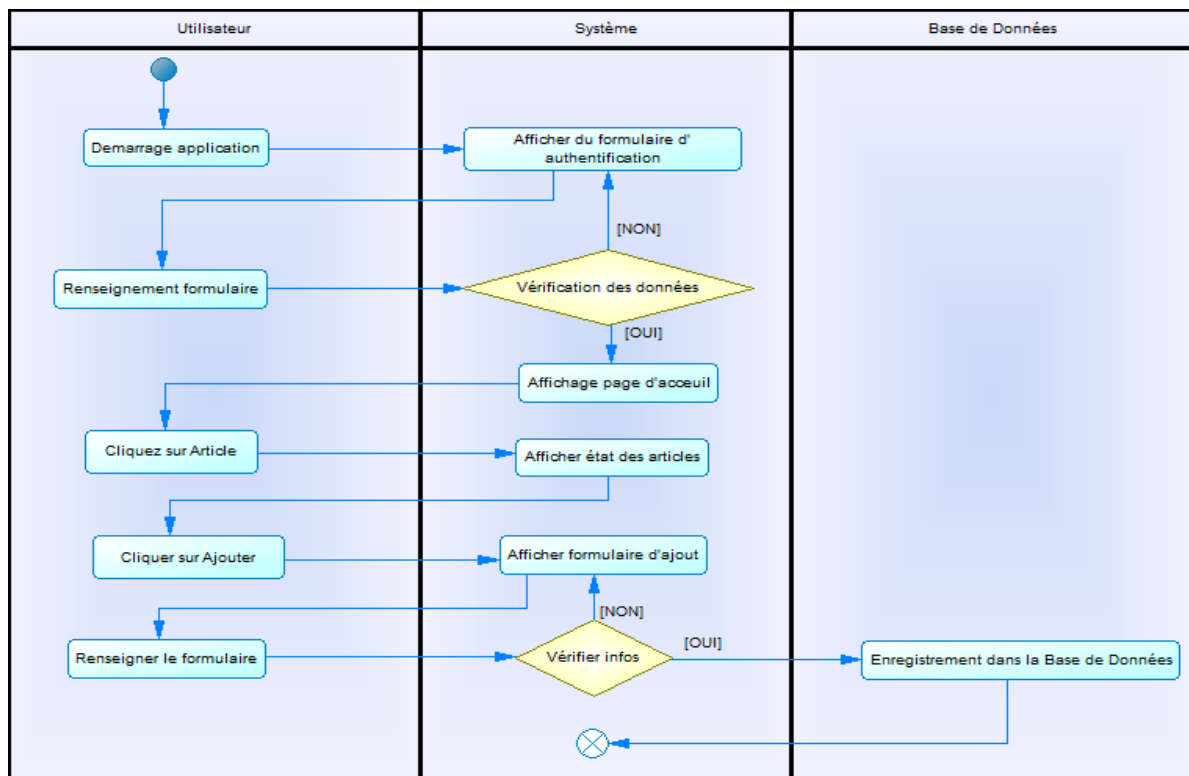 Utilisateur
Système
Base de Données
Demarrage application
Afficher du formulaire d'
authentification
[NON]
Renseignement formulaire
Vérification des données
[OUI]
Affichage page d'acceuil
Cliquez sur Article
Afficher état des articles
Cliquer sur Ajouter
Afficher formulaire d'ajout
[NON]
Renseigner le formulaire
Vérifier infos
[OUI]
Enregistrement dans la Base de Données